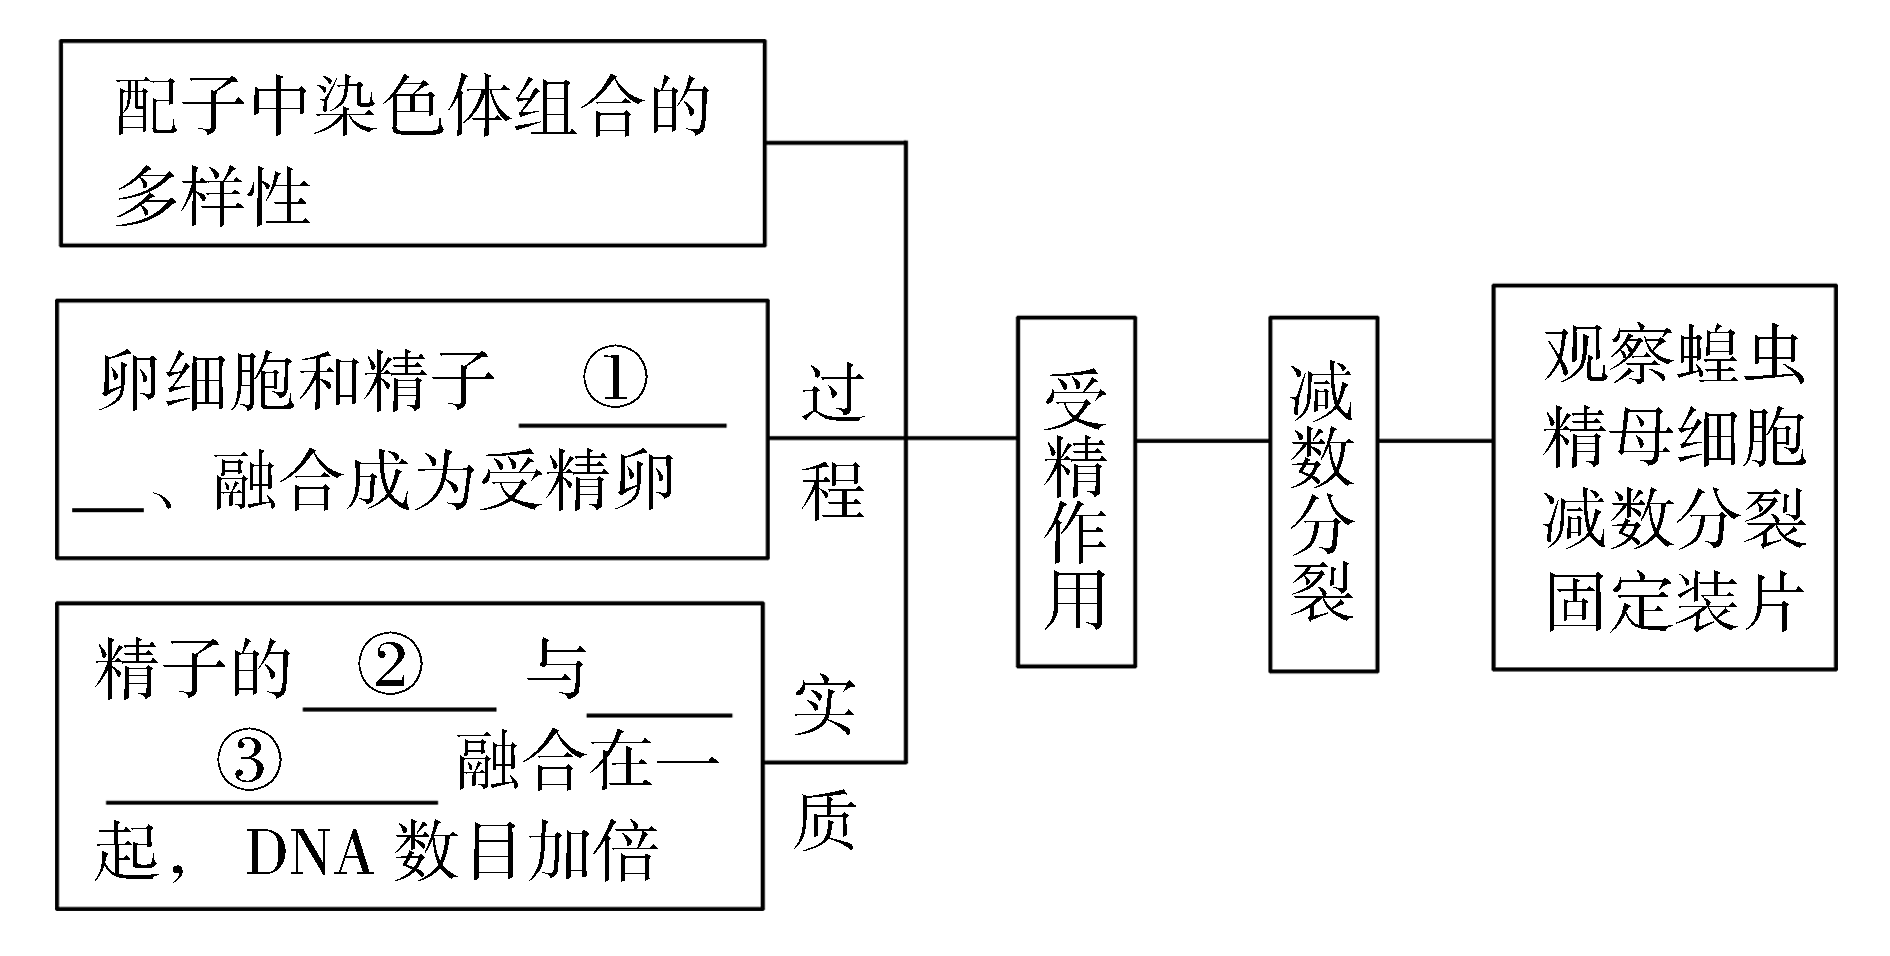 配子中染色体组合的
多样性
卵细胞和精子 ①
、融合成为受精卵
精子的 ② 与
③ 融合在一
起，DNA 数目加倍
过程
实质
受精作用
减数分裂
观察蝗虫
精母细胞
减数分裂
固定装片